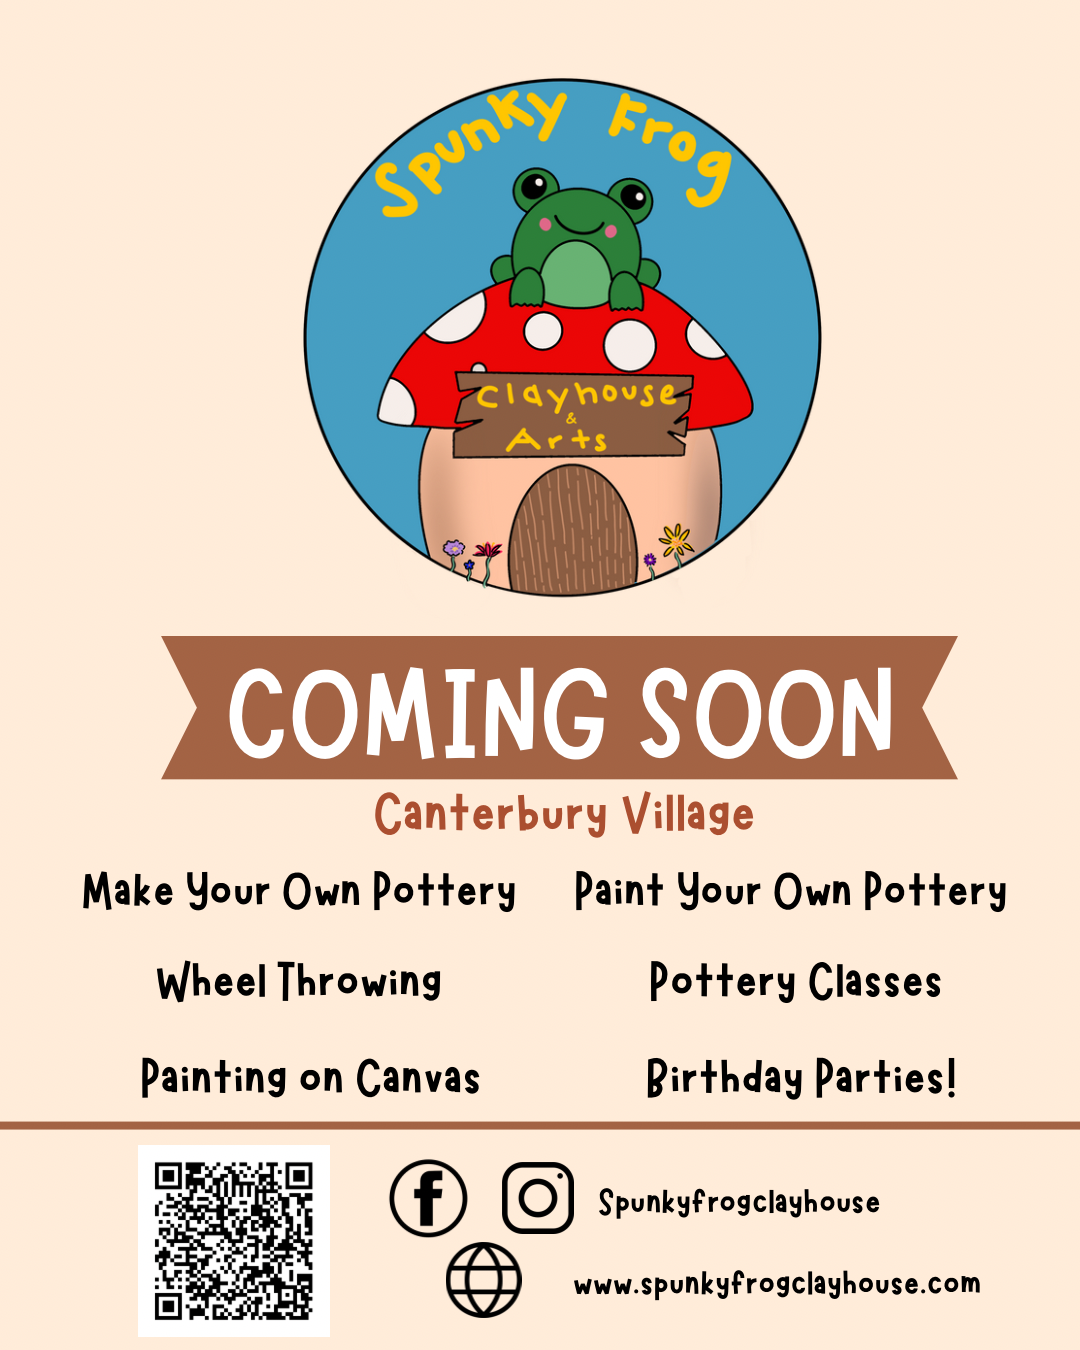 Spunky Frog
Clayhouse
&
Arts
COMING SOON
Canterbury Village
Make Your Own Pottery
Paint Your Own Pottery
Wheel Throwing
Pottery Classes
Painting on Canvas
Birthday Parties!
Spunkyfrogclayhouse
www.spunkyfrogclayhouse.com